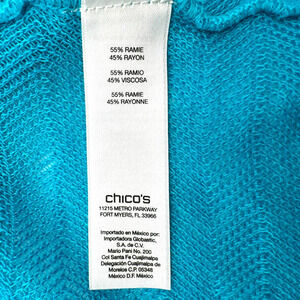 55% RAMIE
45% RAYON
55% RAMIO
45% VISCOSA
55% RAMIE
45% RAYONNE
chico's
11215 METRO PARKWAY
FORT MYERS, FL 33966
Importado en México por:
Importadora Globastic,
S.A. de C.V.
Mario Pani No. 200
Col Santa Fe Cuajimalpa
Delegación Cuajimalpa de
Morelos C.P. 05348
México D.F. México